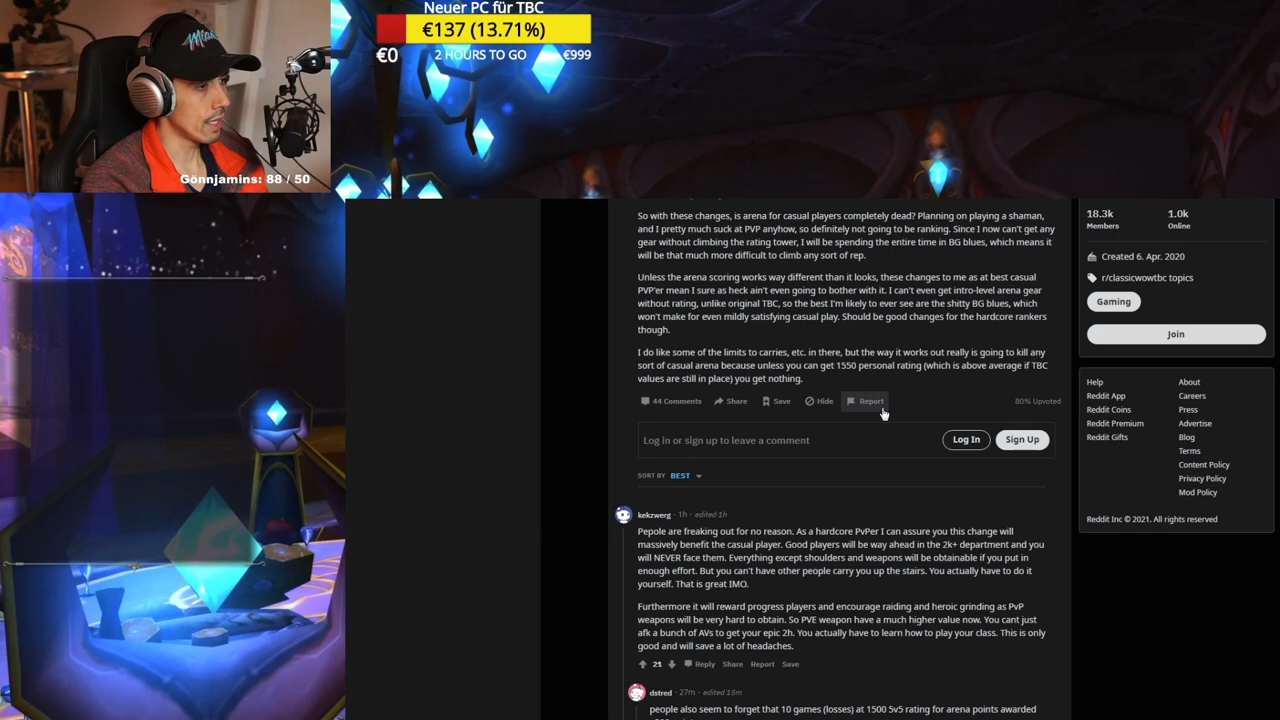 Neuer PC für TBC
€137 (13.71%)
€0
2 HOURS TO GO
€999
Gönnjamins: 88 / 50
So with these changes, is arena for casual players completely dead? Planning on playing a shaman,
and I pretty much suck at PVP anyhow, so definitely not going to be ranking. Since I now can't get any
gear without climbing the rating tower, I will be spending the entire time in BG blues, which means it
will be that much more difficult to climb any sort of rep.
Unless the arena scoring works way different than it looks, these changes to me as at best casual
PVP'er mean I sure as heck ain't even going to bother with it. I can't even get intro-level arena gear
without rating, unlike original TBC, so the best I'm likely to ever see are the shitty BG blues, which
won't make for even mildly satisfying casual play. Should be good changes for the hardcore rankers
though.
I do like some of the limits to carries, etc. in there, but the way it works out really is going to kill any
sort of casual arena because unless you can get 1550 personal rating (which is above average if TBC
values are still in place) you get nothing.
44 Comments Share Save Hide Report 80% Upvoted
Log in or sign up to leave a comment Log In Sign Up
SORT BY BEST
kekzwerg · 1h · edited 1h
Pepole are freaking out for no reason. As a hardcore PvPer I can assure you this change will
massively benefit the casual player. Good players will be way ahead in the 2k+ department and you
will NEVER face them. Everything except shoulders and weapons will be obtainable if you put in
enough effort. But you can't have other people carry you up the stairs. You actually have to do it
yourself. That is great IMO.
Furthermore it will reward progress players and encourage raiding and heroic grinding as PvP
weapons will be very hard to obtain. So PVE weapon have a much higher value now. You cant just
afk a bunch of AVs to get your epic 2h. You actually have to learn how to play your class. This is only
good and will save a lot of headaches.
21 Reply Share Report Save
dstred · 27m · edited 15m
people also seem to forget that 10 games (losses) at 1500 5v5 rating for arena points awarded
18.3k 1.0k
Members Online
Created 6. Apr. 2020
r/classicwowtbc topics
Gaming
Join
Help About
Reddit App Careers
Reddit Coins Press
Reddit Premium Advertise
Reddit Gifts Blog
Terms
Content Policy
Privacy Policy
Mod Policy
Reddit Inc © 2021. All rights reserved